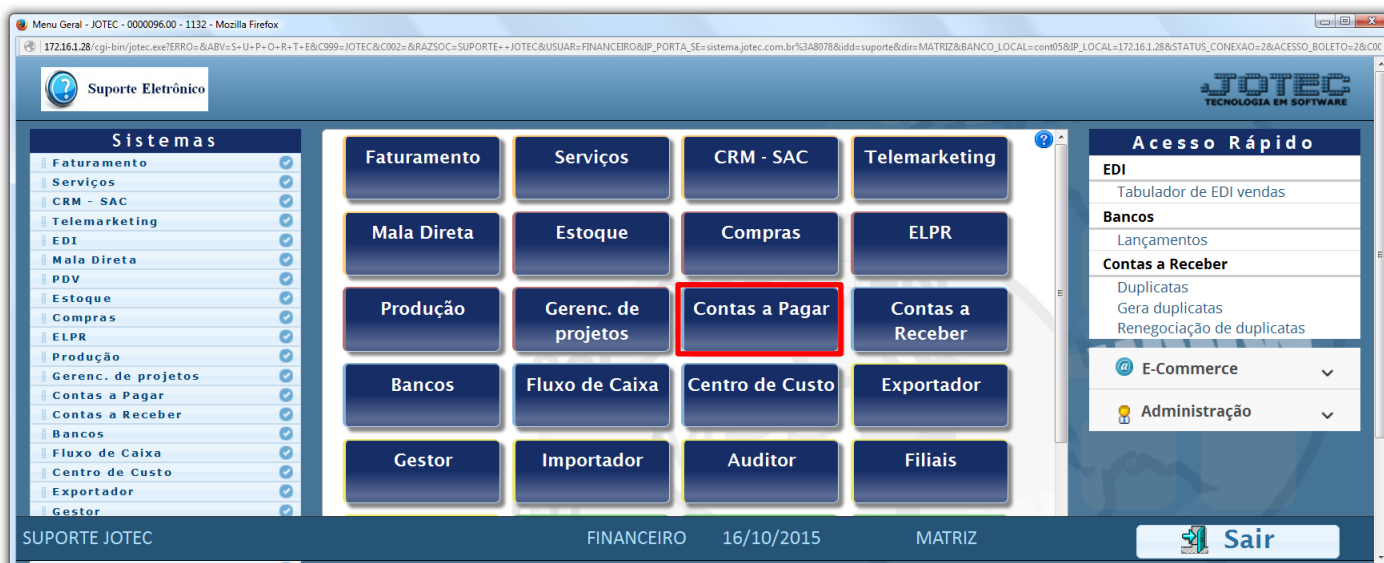 Menu Geral - JOTEC - 0000096.00 - 1132 - Mozilla Firefox
172.16.1.28/cgi-bin/jotec.exe?ERRO=&ABV=S+U+P+O+R+T+E&C999=JOTEC&C002=&RAZSOC=SUPORTE++JOTEC&USUAR=FINANCEIRO&IP_PORTA_SE=sistema.jotec.com.br%3A8078&idd=suporte&dir=MATRIZ&BANCO_LOCAL=cont05&IP_LOCAL=172.16.1.28&STATUS_CONEXAO=2&ACESSO_BOLETO=2&C00
Suporte Eletrônico
JOTEC
TECNOLOGIA EM SOFTWARE
Sistemas
Faturamento
Serviços
CRM - SAC
Telemarketing
EDI
Mala Direta
PDV
Estoque
Compras
ELPR
Produção
Gerenc. de projetos
Contas a Pagar
Contas a Receber
Bancos
Fluxo de Caixa
Centro de Custo
Exportador
Gestor
Faturamento
Serviços
CRM - SAC
Telemarketing
Mala Direta
Estoque
Compras
ELPR
Produção
Gerenc. de
projetos
Contas a Pagar
Contas a
Receber
Bancos
Fluxo de Caixa
Centro de Custo
Exportador
Gestor
Importador
Auditor
Filiais
Acesso Rápido
EDI
Tabulador de EDI vendas
Bancos
Lançamentos
Contas a Receber
Duplicatas
Gera duplicatas
Renegociação de duplicatas
E-Commerce
Administração
SUPORTE JOTEC
FINANCEIRO
16/10/2015
MATRIZ
Sair